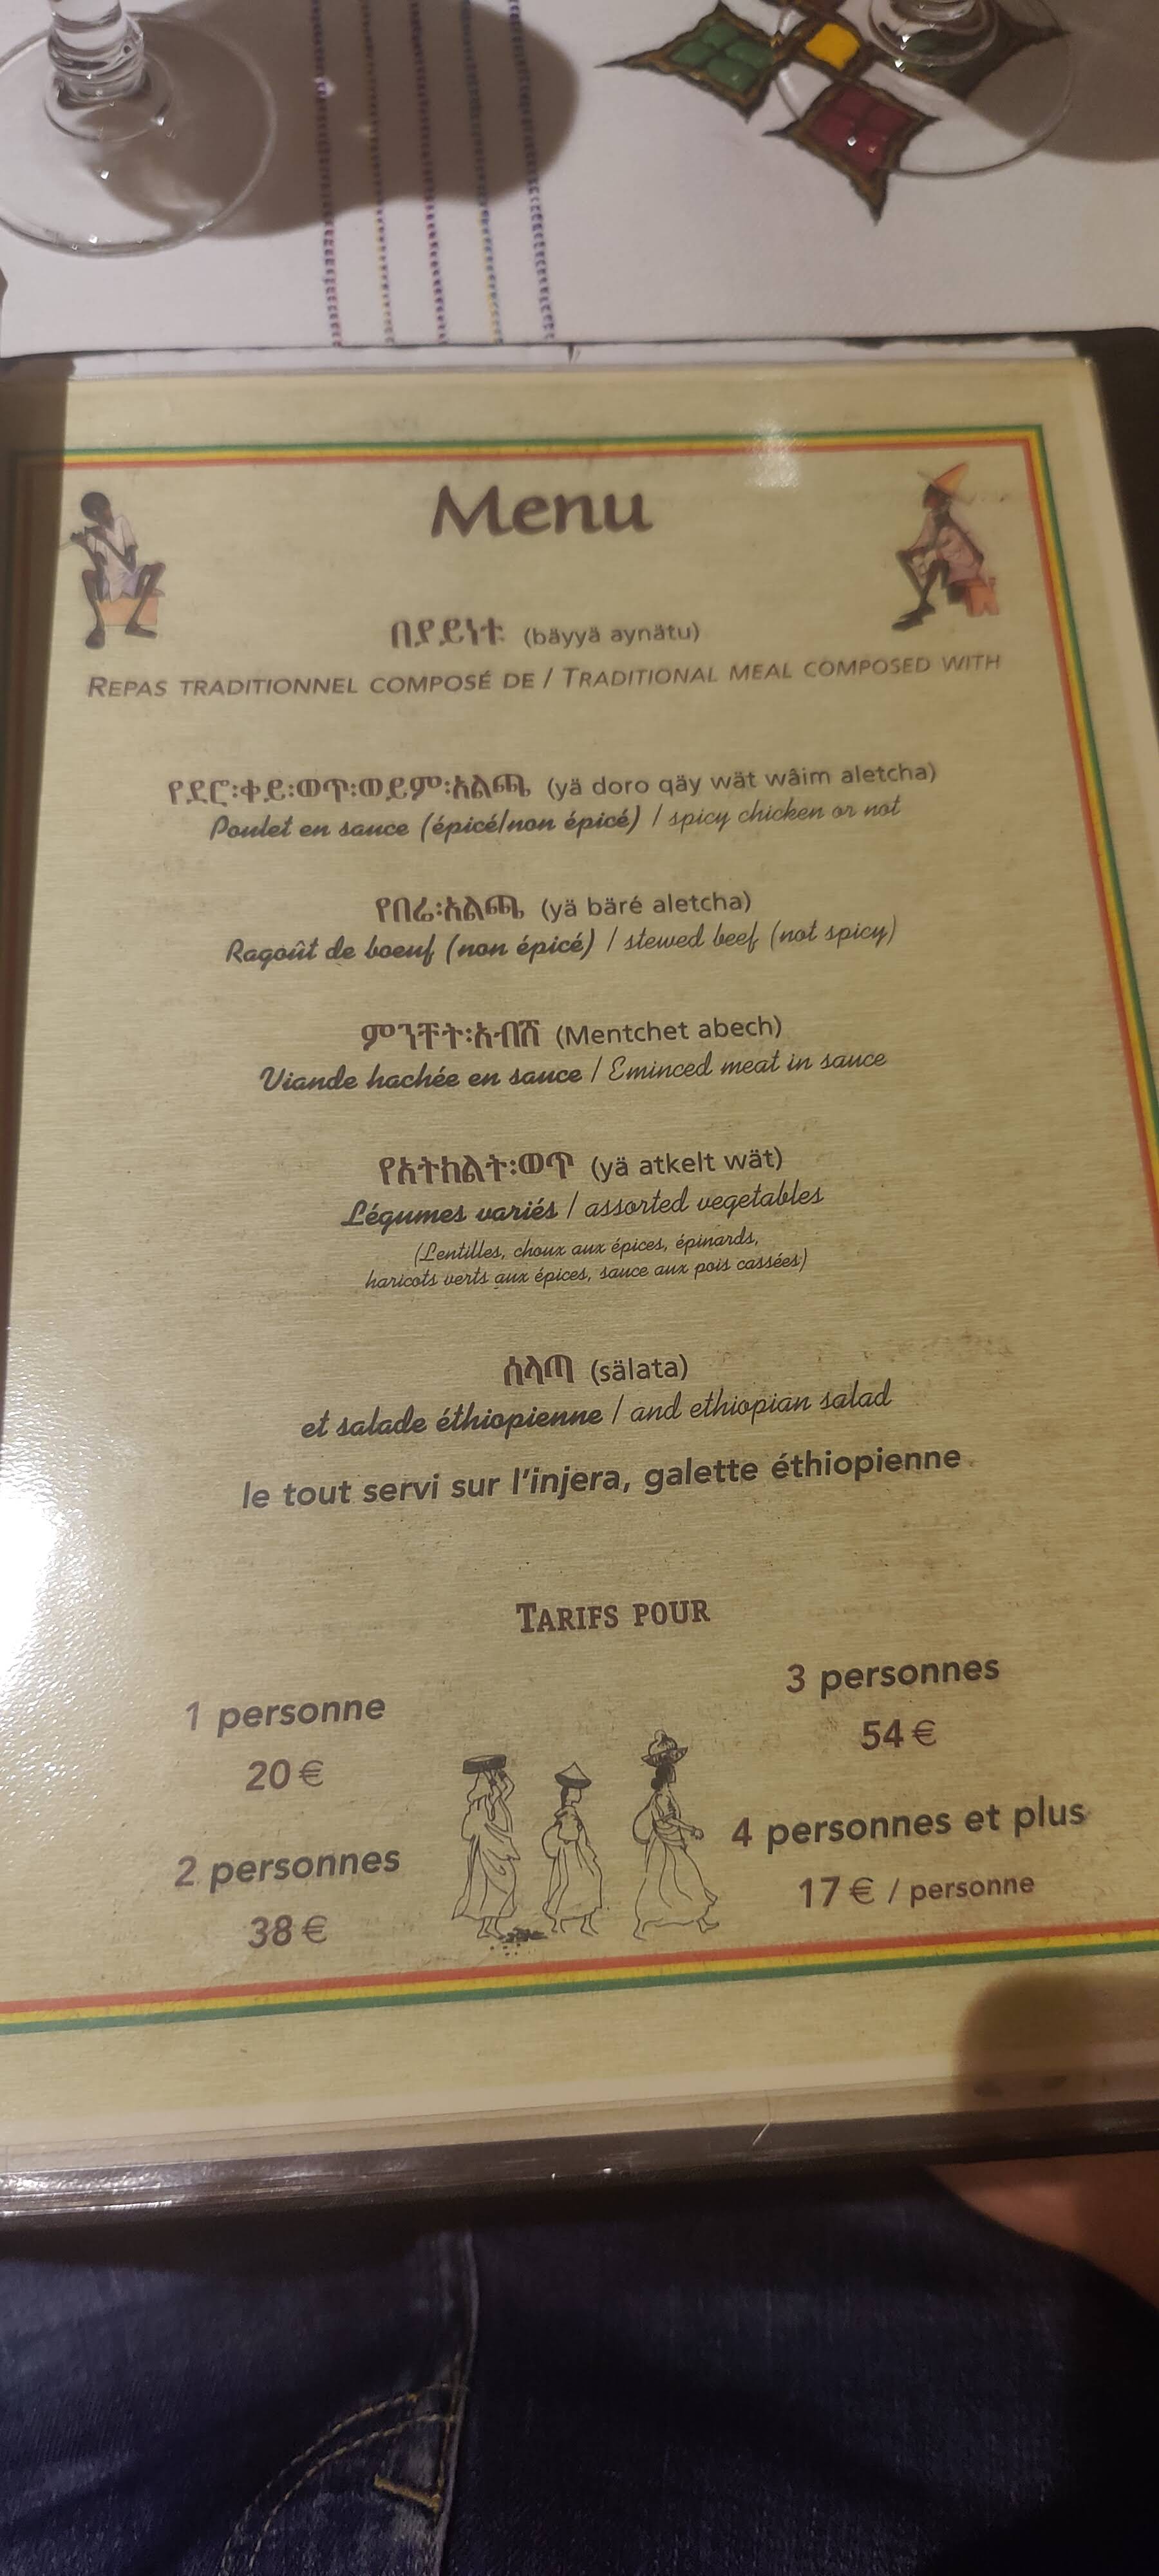 Menu
በያይነቱ (bäyyä aynätu)
REPAS TRADITIONNEL COMPOSÉ DE / TRADITIONAL MEAL COMPOSED WITH
የደሮ፡ቀይ፡ወጥ፡ወይም፡አልጫ (yä doro qäy wät wâim aletcha)
Poulet en sauce (épicé/non épicé) / spicy chicken or not
የበሬ፡አልጫ (yä bäré aletcha)
Ragoût de boeuf (non épicé) / stewed beef (not spicy)
ምንቸት፡አብሽ (Mentchet abech)
Viande hachée en sauce / Eminced meat in sauce
የአትክልት፡ወጥ (yä atkelt wät)
Légumes variés / assorted vegetables
(Lentilles, choux aux épices, épinards,
haricots verts aux épices, sauce aux pois cassées)
ሰላጣ (sälata)
et salade éthiopienne / and ethiopian salad
le tout servi sur l'injera, galette éthiopienne
TARIFS POUR
1 personne
20 €
2 personnes
38 €
3 personnes
54 €
4 personnes et plus
17 € / personne